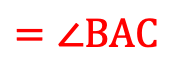 = ∠BAC